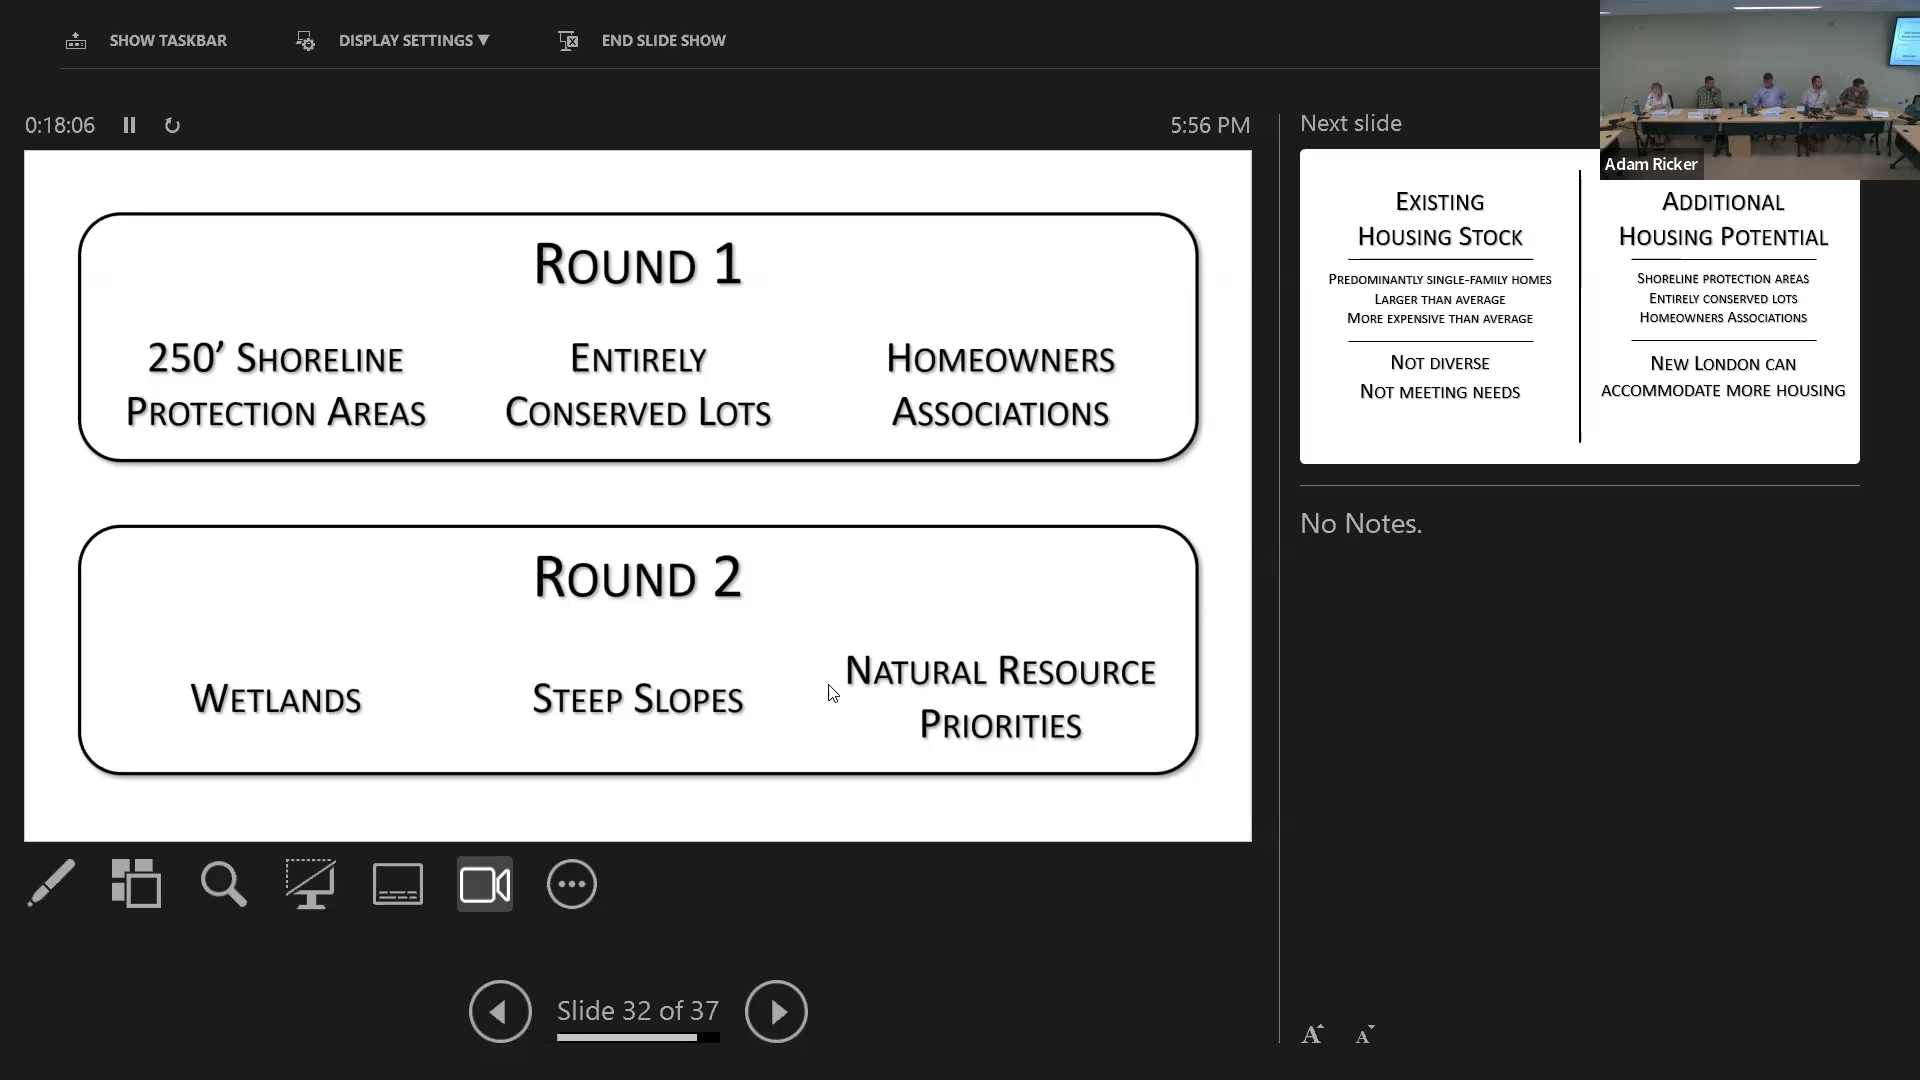 SHOW TASKBAR
DISPLAY SETTINGS ▼
END SLIDE SHOW
0:18:06
5:56 PM
ROUND 1
250’ SHORELINE
PROTECTION AREAS
ENTIRELY
CONSERVED LOTS
HOMEOWNERS
ASSOCIATIONS
ROUND 2
WETLANDS
STEEP SLOPES
NATURAL RESOURCE
PRIORITIES
Slide 32 of 37
Next slide
Adam Ricker
EXISTING
HOUSING STOCK
PREDOMINANTLY SINGLE-FAMILY HOMES
LARGER THAN AVERAGE
MORE EXPENSIVE THAN AVERAGE
NOT DIVERSE
NOT MEETING NEEDS
ADDITIONAL
HOUSING POTENTIAL
SHORELINE PROTECTION AREAS
ENTIRELY CONSERVED LOTS
HOMEOWNERS ASSOCIATIONS
NEW LONDON CAN
ACCOMMODATE MORE HOUSING
No Notes.
A A